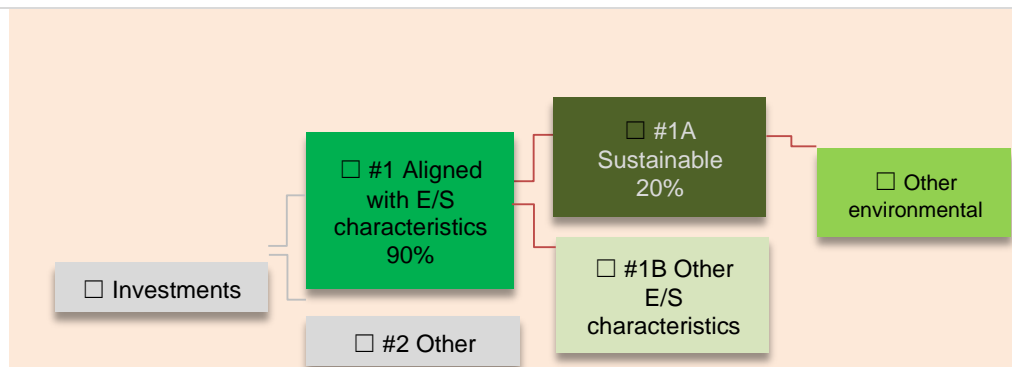 ☐ #1A
Sustainable
20%
☐ #1 Aligned
with E/S
characteristics
90%
☐ Other
environmental
☐ #1B Other
E/S
characteristics
☐ Investments
☐ #2 Other